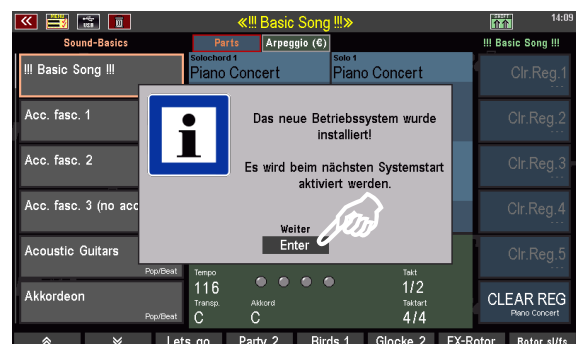 MENU
USB
«!!! Basic Song !!!»
SHIFT
14:09
Sound-Basics
Parts
Arpeggio (€)
!!! Basic Song !!!
!!! Basic Song !!!
Solochord 1
Piano Concert
Solo 1
Piano Concert
Clr.Reg.1
Acc. fasc. 1
Clr.Reg.2
Das neue Betriebssystem wurde
installiert!
Acc. fasc. 2
Clr.Reg.3
Es wird beim nächsten Systemstart
aktiviert werden.
Acc. fasc. 3 (no acc
Clr.Reg.4
Weiter
Enter
Acoustic Guitars
Pop/Beat
Clr.Reg.5
Tempo
116
Takt
1/2
Akkordeon
Pop/Beat
Transp.
C
Akkord
C
Taktart
4/4
CLEAR REG
Piano Concert
Lets go
Party 2
Birds 1
Glocke 2
FX-Rotor
Rotor sl/fs